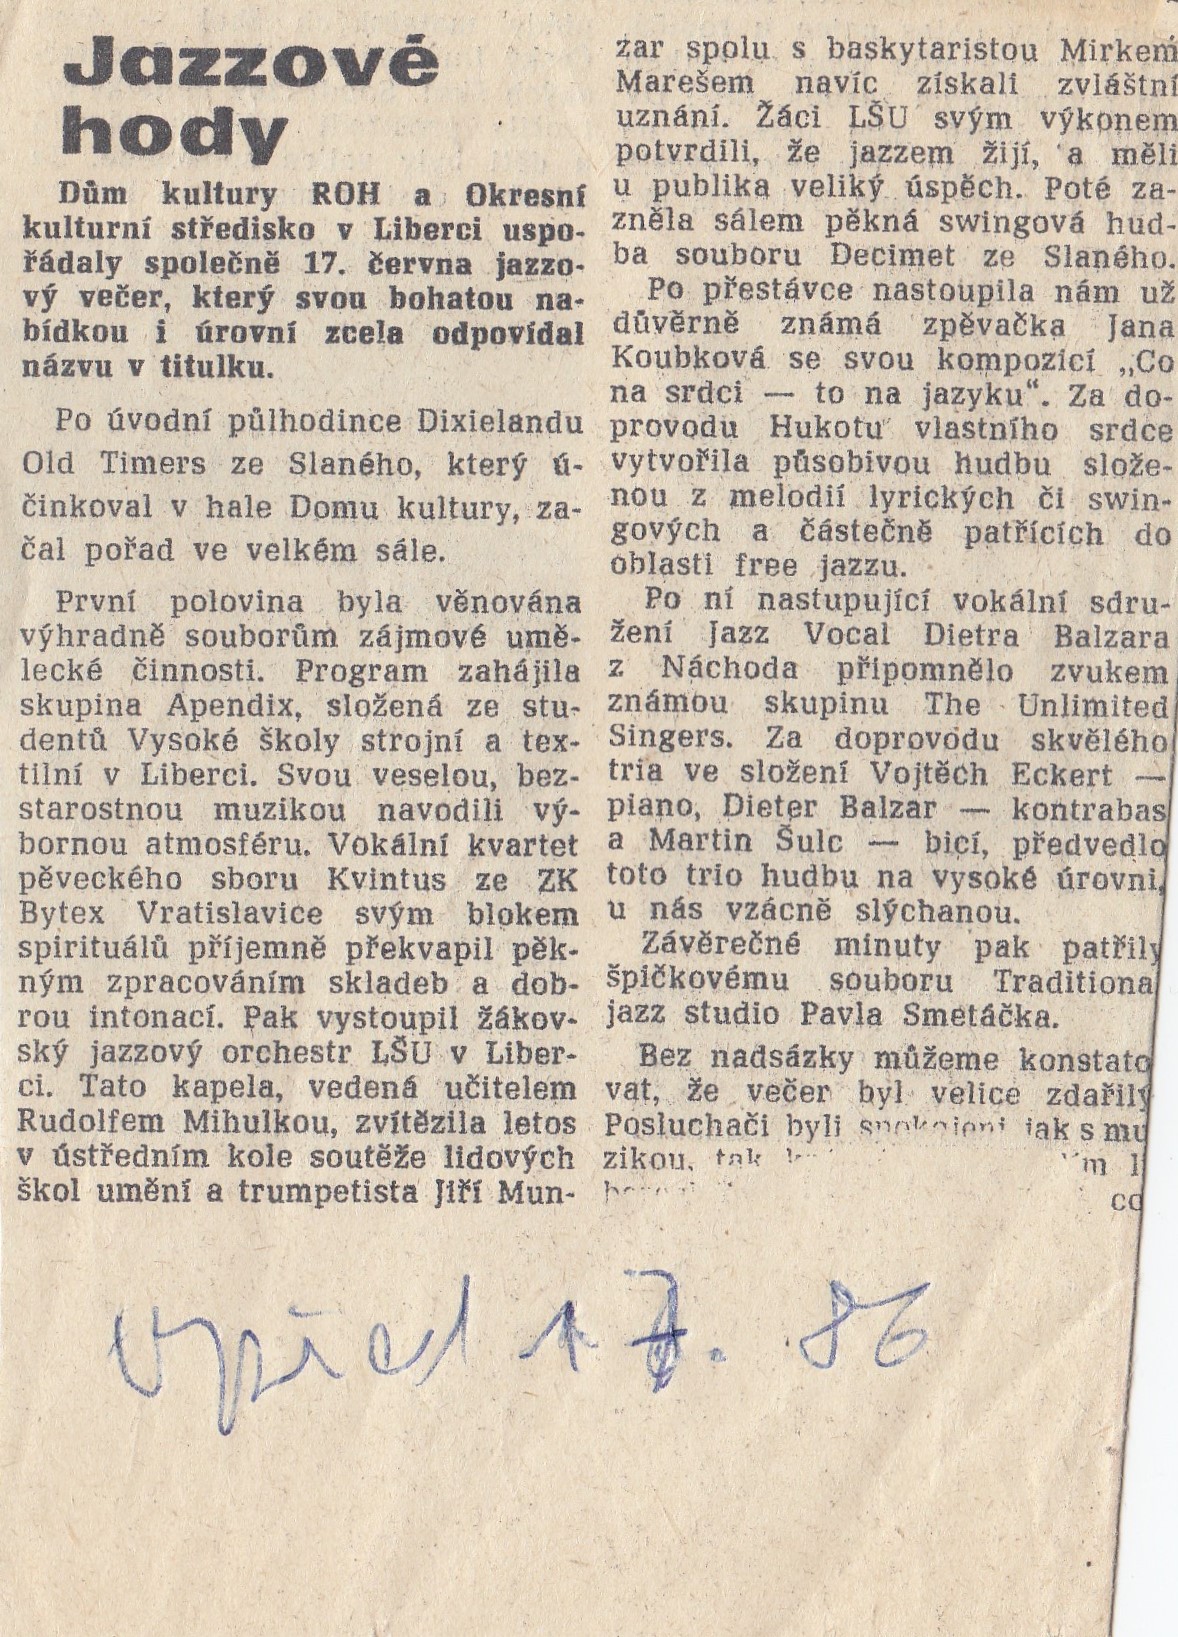 Jazzové
hody
Dům kultury ROH a Okresní
kulturní středisko v Liberci uspo-
řádaly společně 17. června jazzo-
vý večer, který svou bohatou na-
bídkou i úrovní zcela odpovídal
názvu v titulku.
Po úvodní půlhodince Dixielandu
Old Timers ze Slaného, který ú-
činkoval v hale Domu kultury, za-
čal pořad ve velkém sále.
První polovina byla věnována
výhradně souborům zájmové umě-
lecké činnosti. Program zahájila
skupina Apendix, složená ze stu-
dentů Vysoké školy strojní a tex-
tilní v Liberci. Svou veselou, bez-
starostnou muzikou navodili vý-
bornou atmosféru. Vokální kvartet
pěveckého sboru Kvintus ze ZK
Bytex Vratislavice svým blokem
spirituálů příjemně překvapil pěk-
ným zpracováním skladeb a dob-
rou intonací. Pak vystoupil žákov-
ský jazzový orchestr LŠU v Liber-
ci. Tato kapela, vedená učitelem
Rudolfem Mihulkou, zvítězila letos
v ústředním kole soutěže lidových
škol umění a trumpetista Jiří Mun-
zar spolu s baskytaristou Mirkem
Marešem navíc získali zvláštní
uznání. Žáci LŠU svým výkonem
potvrdili, že jazzem žijí, a měli
u publika veliký úspěch. Poté za-
zněla sálem pěkná swingová hud-
ba souboru Decimet ze Slaného.
Po přestávce nastoupila nám už
důvěrně známá zpěvačka Jana
Koubková se svou kompozicí „Co
na srdci — to na jazyku“. Za do-
provodu Hukotu vlastního srdce
vytvořila působivou hudbu slože-
nou z melodií lyrických či swin-
gových a částečně patřících do
oblasti free jazzu.
Po ní nastupující vokální sdru-
žení Jazz Vocal Dietra Balzara
z Náchoda připomnělo zvukem
známou skupinu The Unlimited
Singers. Za doprovodu skvělého
tria ve složení Vojtěch Eckert —
piano, Dieter Balzar — kontrabas
a Martin Šulc — bicí, předvedlo
toto trio hudbu na vysoké úrovni,
u nás vzácně slýchanou.
Závěrečné minuty pak patřily
špičkovému souboru Traditiona
jazz studio Pavla Smetáčka.
Bez nadsázky můžeme konstato
vat, že večer byl velice zdařilý
Posluchači byli spokojeni jak s mu
zikou, tak
co
Vpřed 1 7. 86